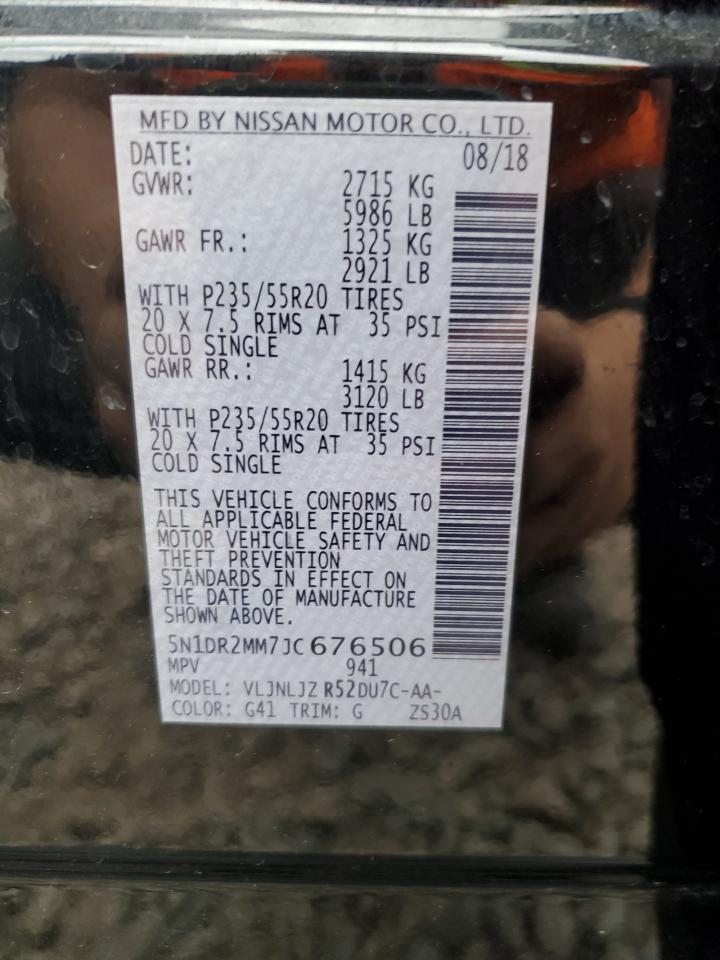 MFD BY NISSAN MOTOR CO., LTD.
DATE: 08/18
GVWR: 2715 KG
5986 LB
GAWR FR.: 1325 KG
2921 LB
WITH P235/55R20 TIRES
20 X 7.5 RIMS AT 35 PSI
COLD SINGLE
GAWR RR.: 1415 KG
3120 LB
WITH P235/55R20 TIRES
20 X 7.5 RIMS AT 35 PSI
COLD SINGLE
THIS VEHICLE CONFORMS TO
ALL APPLICABLE FEDERAL
MOTOR VEHICLE SAFETY AND
THEFT PREVENTION
STANDARDS IN EFFECT ON
THE DATE OF MANUFACTURE
SHOWN ABOVE.
5N1DR2MM7JC676506
MPV 941
MODEL: VLJNLJZ R52DU7C-AA-
COLOR: G41 TRIM: G ZS30A